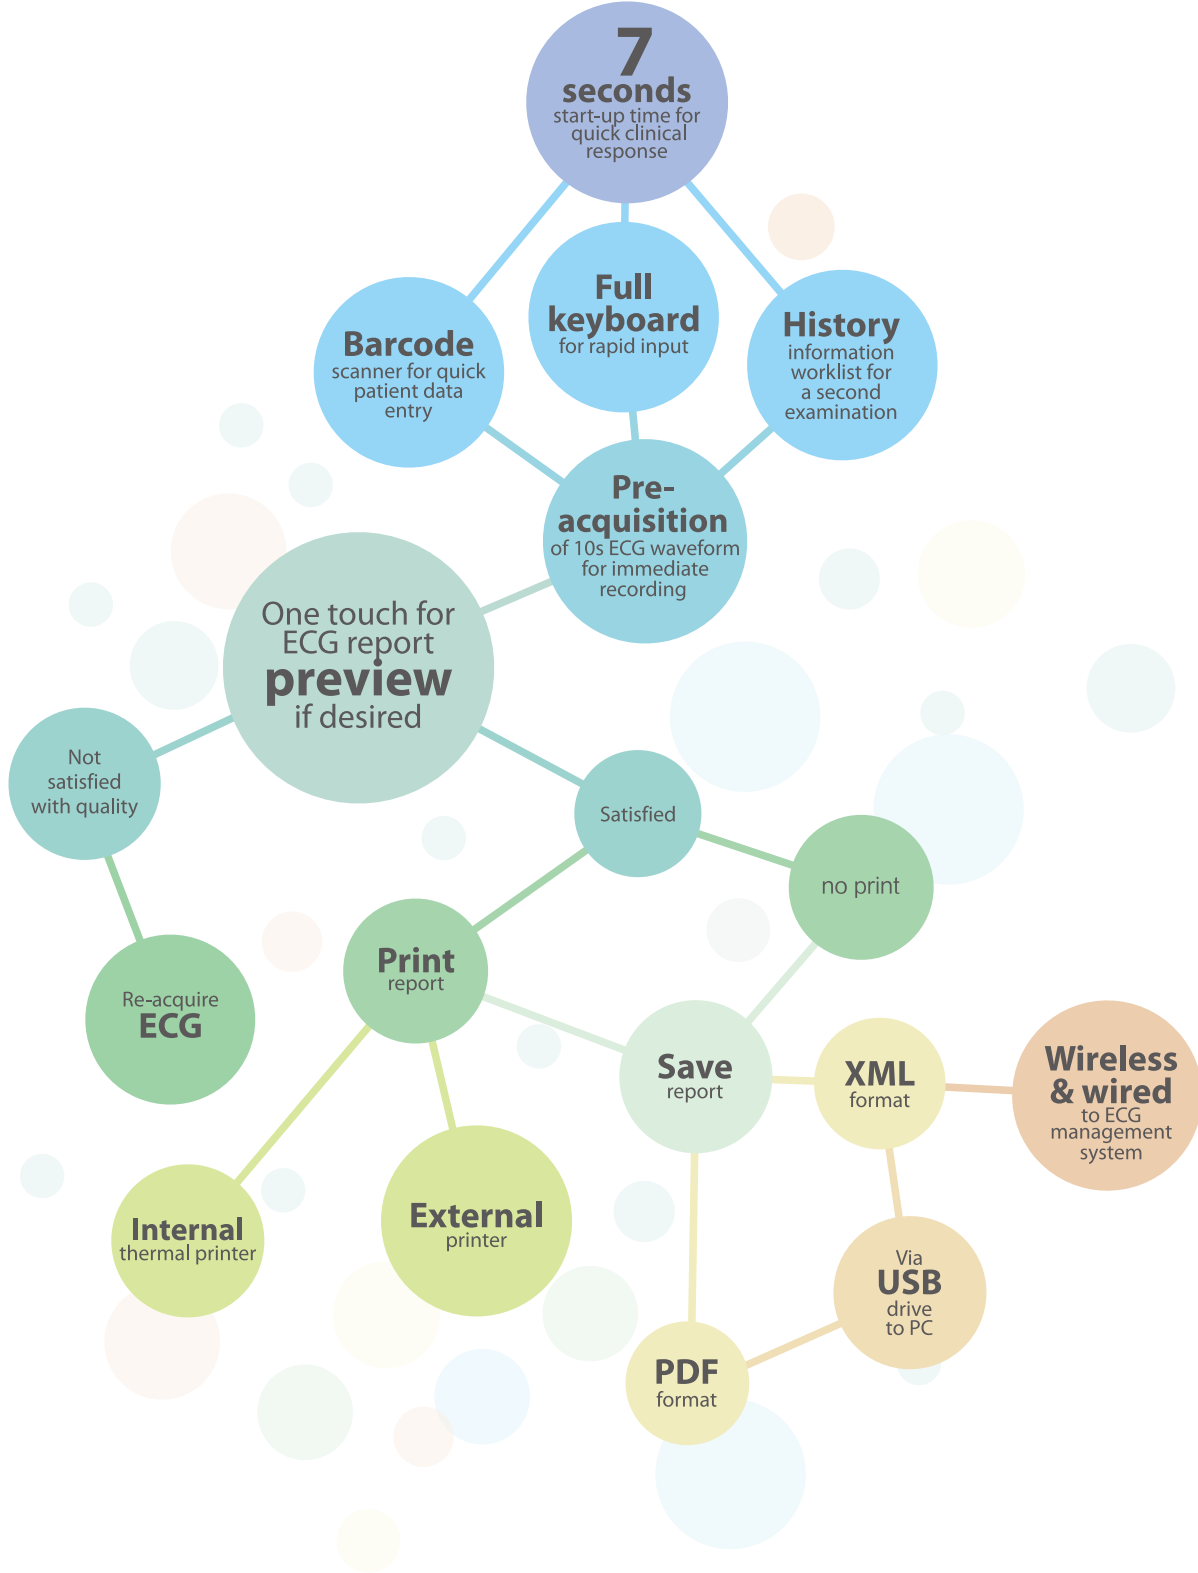 7
seconds
start-up time for
quick clinical
response
Full
keyboard
for rapid input
Barcode
scanner for quick
patient data
entry
History
information
worklist for
a second
examination
Pre-
acquisition
of 10s ECG waveform
for immediate
recording
One touch for
ECG report
preview
if desired
Not
satisfied
with quality
Satisfied
no print
Print
report
Re-acquire
ECG
Save
report
XML
format
Wireless
& wired
to ECG
management
system
Internal
thermal printer
External
printer
Via
USB
drive
to PC
PDF
format